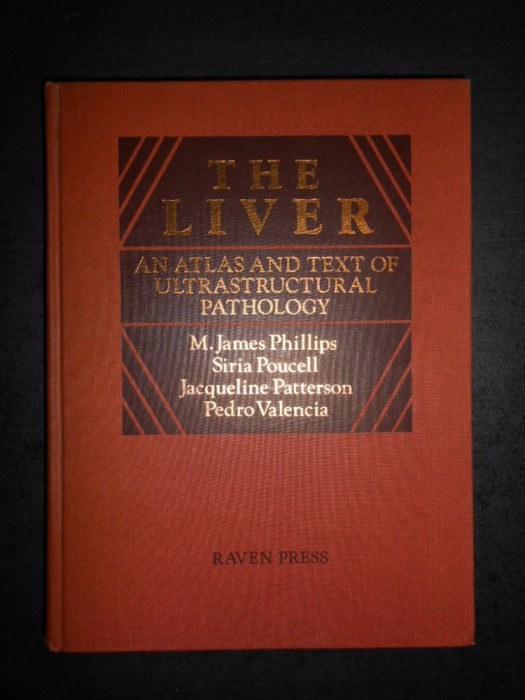 THE
LIVER
AN ATLAS AND TEXT OF
ULTRASTRUCTURAL
PATHOLOGY
M. James Phillips
Siria Poucell
Jacqueline Patterson
Pedro Valencia
RAVEN PRESS